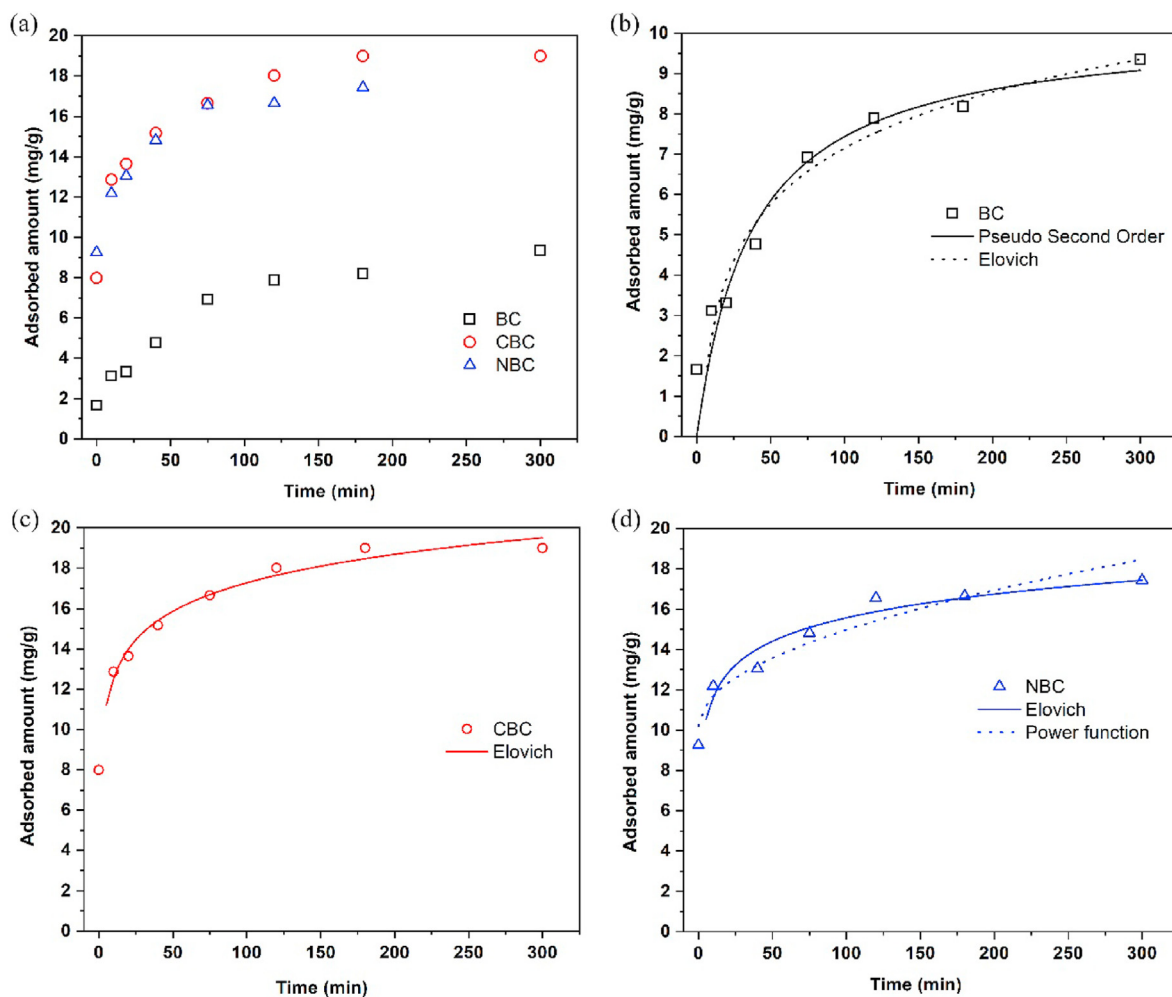 (a)
Adsorbed amount (mg/g)
20
18
16
14
12
10
8
6
4
2
0
BC
CBC
NBC
0 50 100 150 200 250 300
Time (min)
(b)
Adsorbed amount (mg/g)
10
9
8
7
6
5
4
3
2
1
0
BC
Pseudo Second Order
Elovich
0 50 100 150 200 250 300
Time (min)
(c)
Adsorbed amount (mg/g)
20
18
16
14
12
10
8
6
4
2
0
CBC
Elovich
0 50 100 150 200 250 300
Time (min)
(d)
Adsorbed amount (mg/g)
20
18
16
14
12
10
8
6
4
2
0
NBC
Elovich
Power function
0 50 100 150 200 250 300
Time (min)